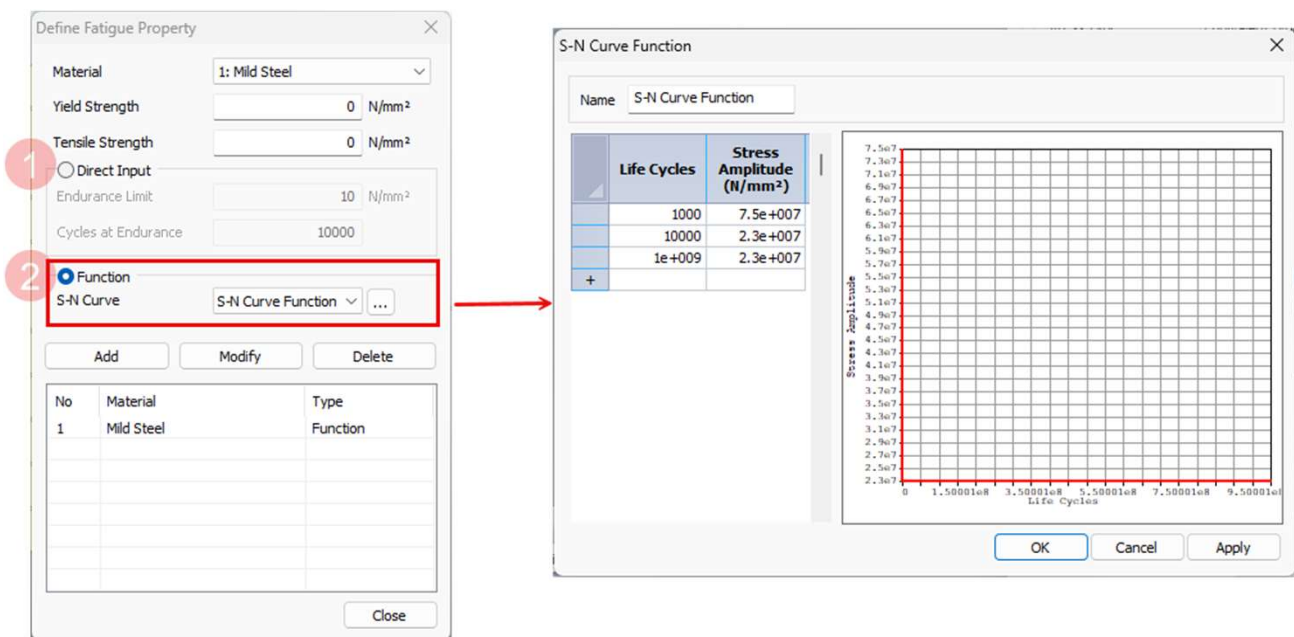 Define Fatigue Property
Material 1: Mild Steel
Yield Strength 0 N/mm²
Tensile Strength 0 N/mm²
1
Direct Input
Endurance Limit 10 N/mm²
Cycles at Endurance 10000
2
Function
S-N Curve S-N Curve Function ...
Add Modify Delete
No Material Type
1 Mild Steel Function
Close
S-N Curve Function
Name S-N Curve Function
Life Cycles Stress Amplitude (N/mm²)
1000 7.5e+007
10000 2.3e+007
1e+009 2.3e+007
+
Stress Amplitude
7.5e7
7.3e7
7.1e7
6.9e7
6.7e7
6.5e7
6.3e7
6.1e7
5.9e7
5.7e7
5.5e7
5.3e7
5.1e7
4.9e7
4.7e7
4.5e7
4.3e7
4.1e7
3.9e7
3.7e7
3.5e7
3.3e7
3.1e7
2.9e7
2.7e7
2.5e7
2.3e7
0 1.50001e8 3.50001e8 5.50001e8 7.50001e8 9.50001e
Life Cycles
OK Cancel Apply